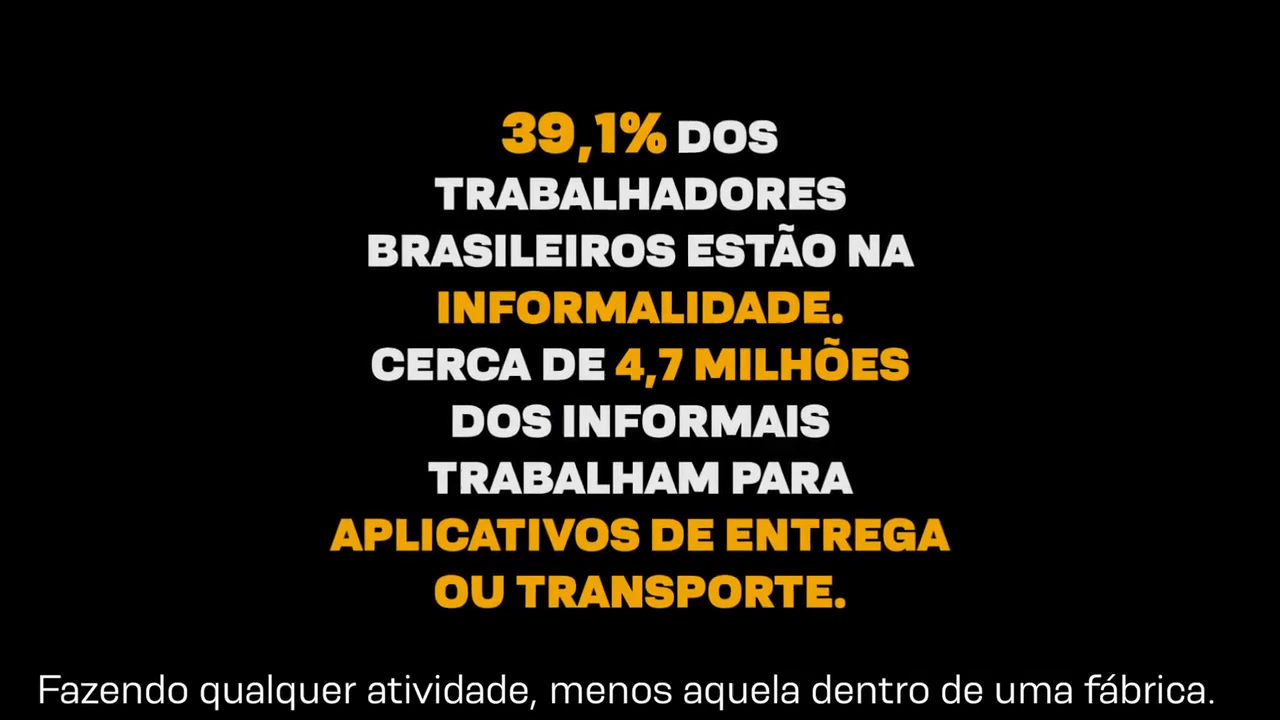 39,1% DOS
TRABALHADORES
BRASILEIROS ESTÃO NA
INFORMALIDADE.
CERCA DE 4,7 MILHÕES
DOS INFORMAIS
TRABALHAM PARA
APLICATIVOS DE ENTREGA
OU TRANSPORTE.
Fazendo qualquer atividade, menos aquela dentro de uma fábrica.